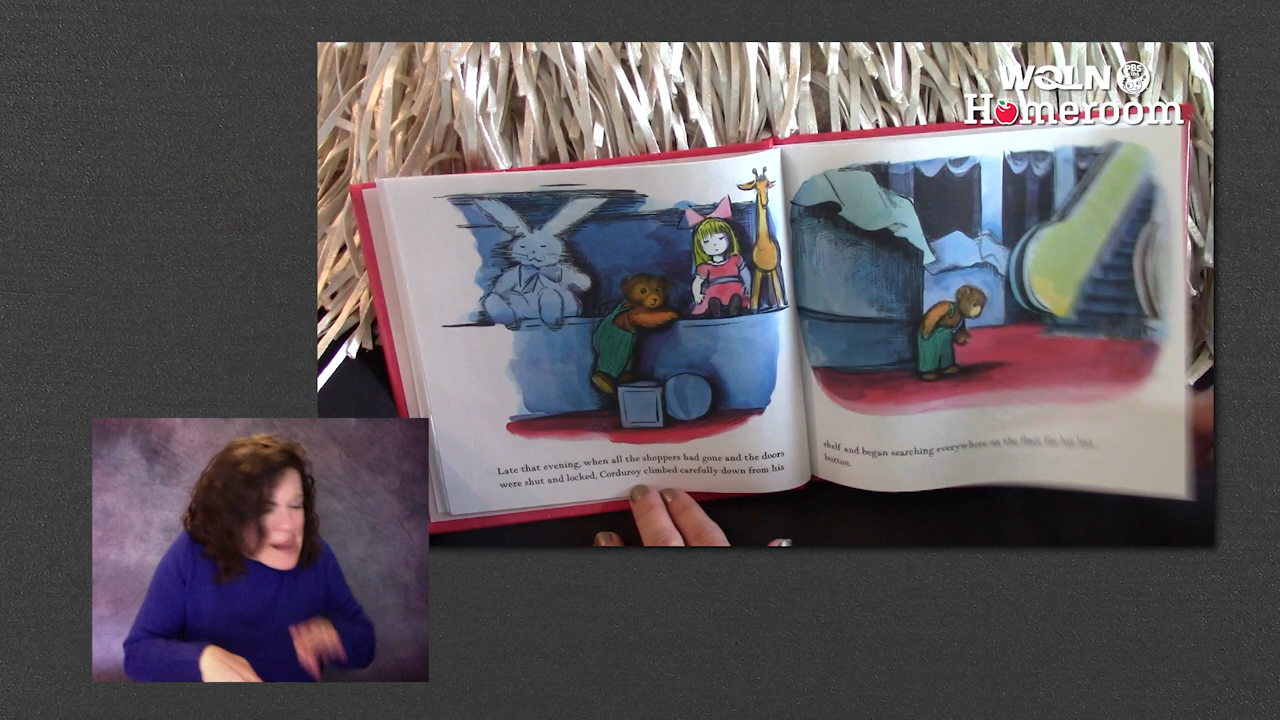 WQLN PBS
Homeroom
Late that evening, when all the shoppers had gone and the doors
were shut and locked, Corduroy climbed carefully down from his
shelf and began searching everywhere on the floor for his lost
button.